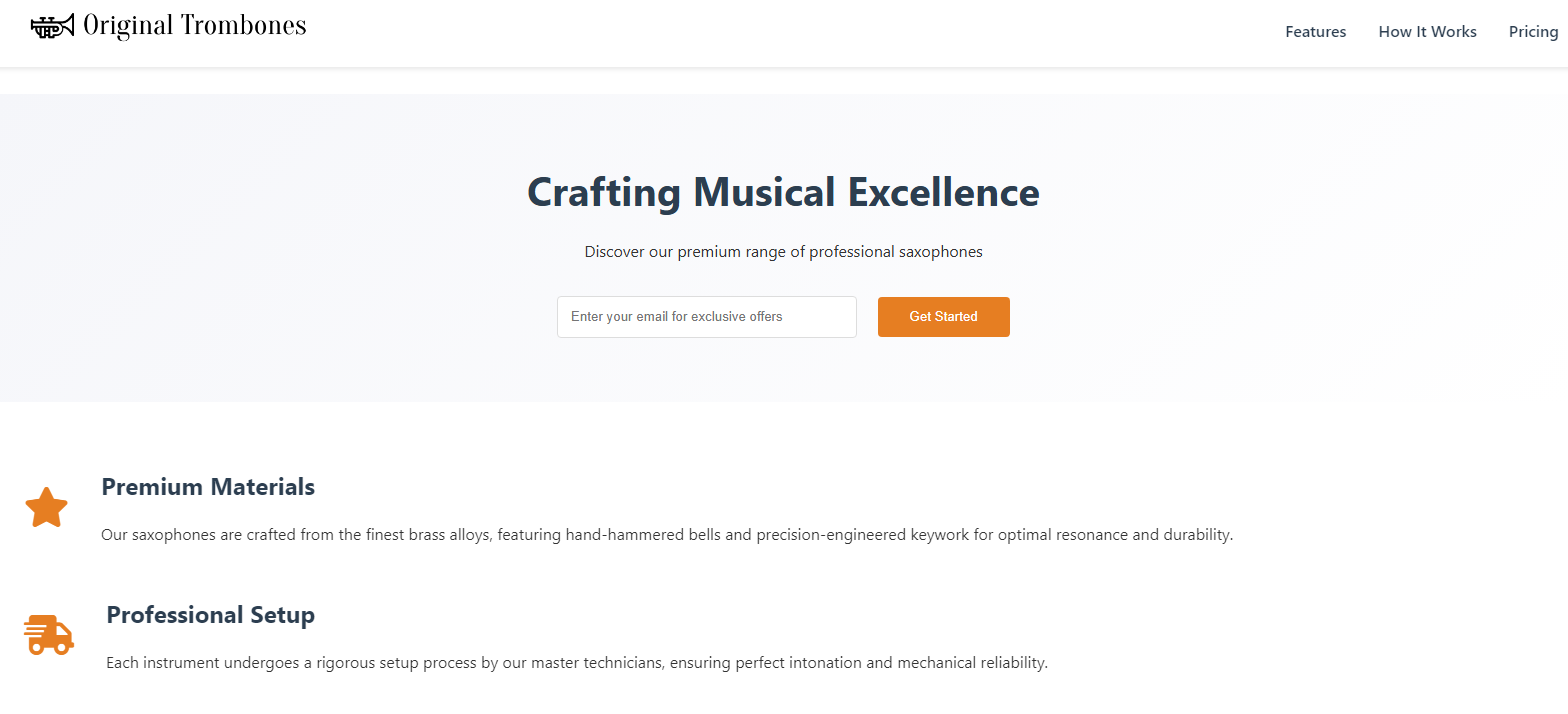 Original Trombones
Features
How It Works
Pricing
Crafting Musical Excellence
Discover our premium range of professional saxophones
Enter your email for exclusive offers
Get Started
Premium Materials
Our saxophones are crafted from the finest brass alloys, featuring hand-hammered bells and precision-engineered keywork for optimal resonance and durability.
Professional Setup
Each instrument undergoes a rigorous setup process by our master technicians, ensuring perfect intonation and mechanical reliability.